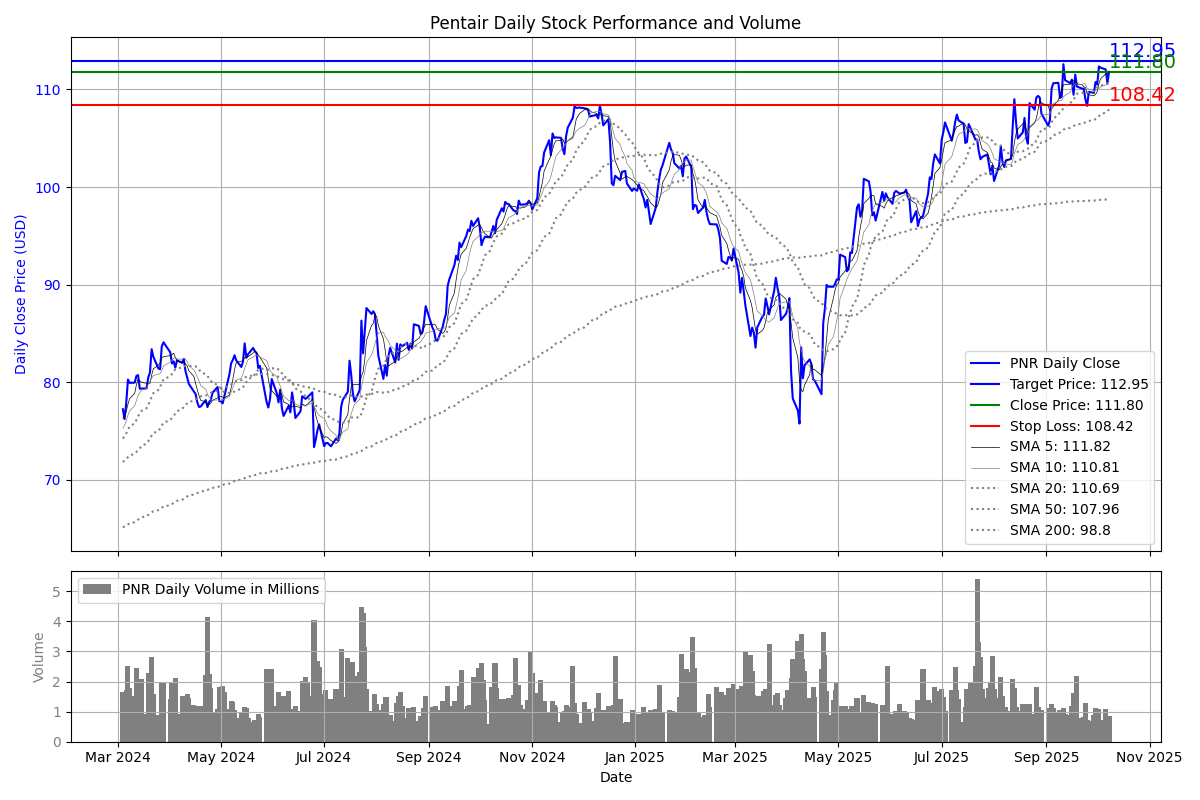 Pentair Daily Stock Performance and Volume
Daily Close Price (USD)
110
100
90
80
70
112.95
111.80
108.42
PNR Daily Close
Target Price: 112.95
Close Price: 111.80
Stop Loss: 108.42
SMA 5: 111.82
SMA 10: 110.81
SMA 20: 110.69
SMA 50: 107.96
SMA 200: 98.8
PNR Daily Volume in Millions
Volume
5
4
3
2
1
0
Mar 2024 May 2024 Jul 2024 Sep 2024 Nov 2024 Jan 2025 Mar 2025 May 2025 Jul 2025 Sep 2025 Nov 2025
Date